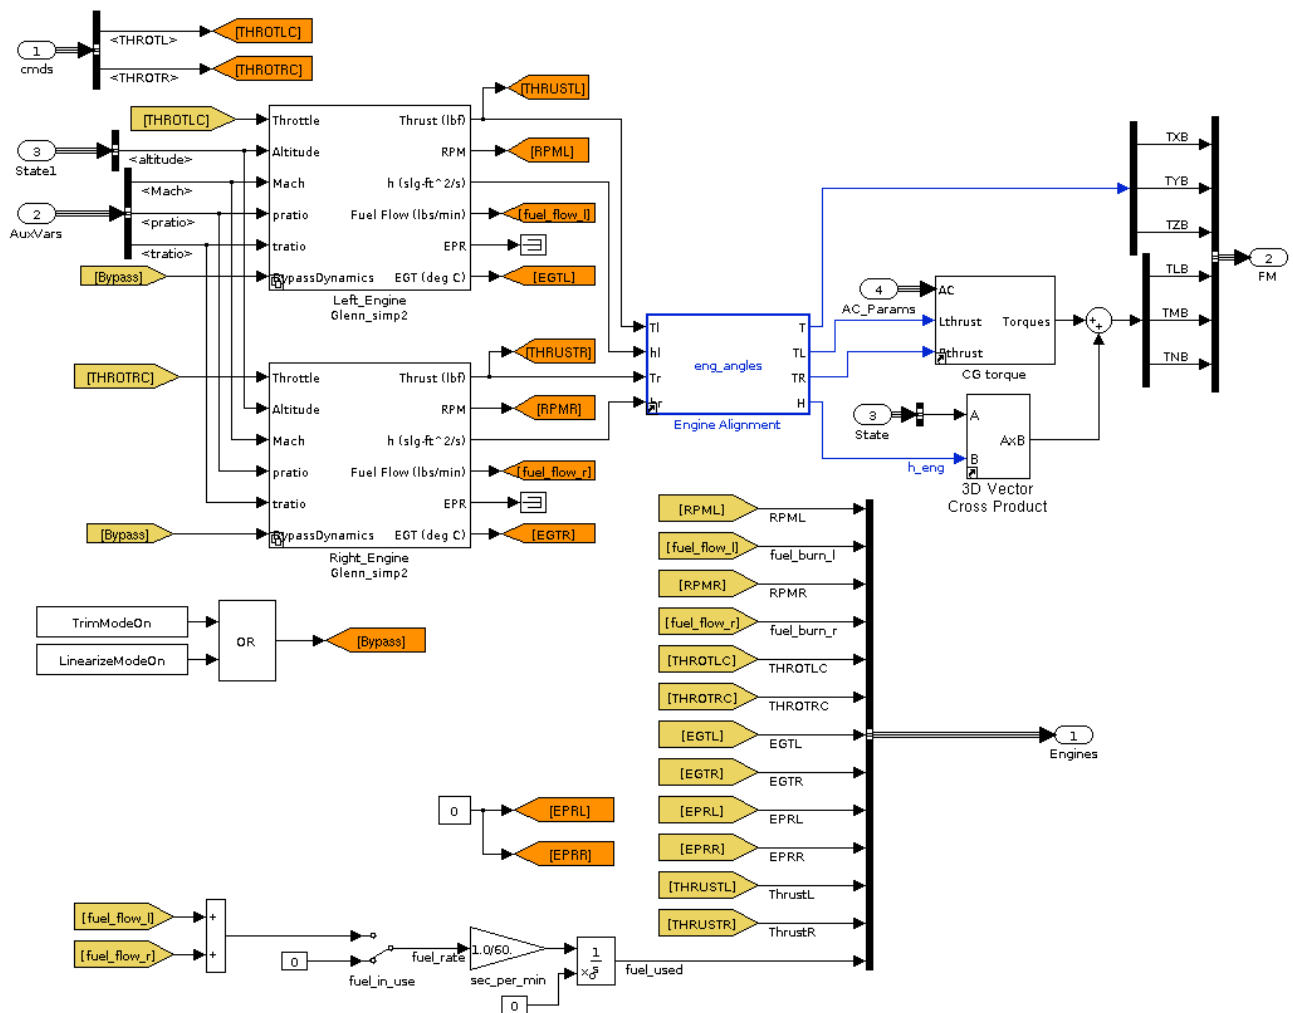 1
cmds
<THROTL>
[THROTLC]
<THROTR>
[THROTRC]
[THROTLC]
3
State1
<altitude>
<Mach>
2
AuxVars
<pratio>
<tratio>
[Bypass]
Throttle
Altitude
Mach
pratio
tratio
BypassDynamics
Thrust (lbf)
RPM
h (slg-ft^2/s)
Fuel Flow (lbs/min)
EPR
EGT (deg C)
Left_Engine
Glenn_simp2
[THRUSTL]
[RPML]
[fuel_flow_l]
[EGTL]
[THROTRC]
[Bypass]
Throttle
Altitude
Mach
pratio
tratio
BypassDynamics
Thrust (lbf)
RPM
h (slg-ft^2/s)
Fuel Flow (lbs/min)
EPR
EGT (deg C)
Right_Engine
Glenn_simp2
[THRUSTR]
[RPMR]
[fuel_flow_r]
[EGTR]
Tl
hl
Tr
hr
eng_angles
T
TL
TR
H
Engine Alignment
4
AC_Params
AC
Lthrust
Rthrust
Torques
CG torque
3
State
h_eng
A
B
AxB
3D Vector
Cross Product
+
+
TXB
TYB
TZB
TLB
TMB
TNB
2
FM
TrimModeOn
LinearizeModeOn
OR
[Bypass]
[RPML]
RPML
[fuel_flow_l]
fuel_burn_l
[RPMR]
RPMR
[fuel_flow_r]
fuel_burn_r
[THROTLC]
THROTLC
[THROTRC]
THROTRC
[EGTL]
EGTL
[EGTR]
EGTR
[EPRL]
EPRL
[EPRR]
EPRR
[THRUSTL]
ThrustL
[THRUSTR]
ThrustR
1
Engines
0
[EPRL]
[EPRR]
[fuel_flow_l]
[fuel_flow_r]
+
+
0
fuel_in_use
fuel_rate
1.0/60.
sec_per_min
0
1
s
xo
fuel_used